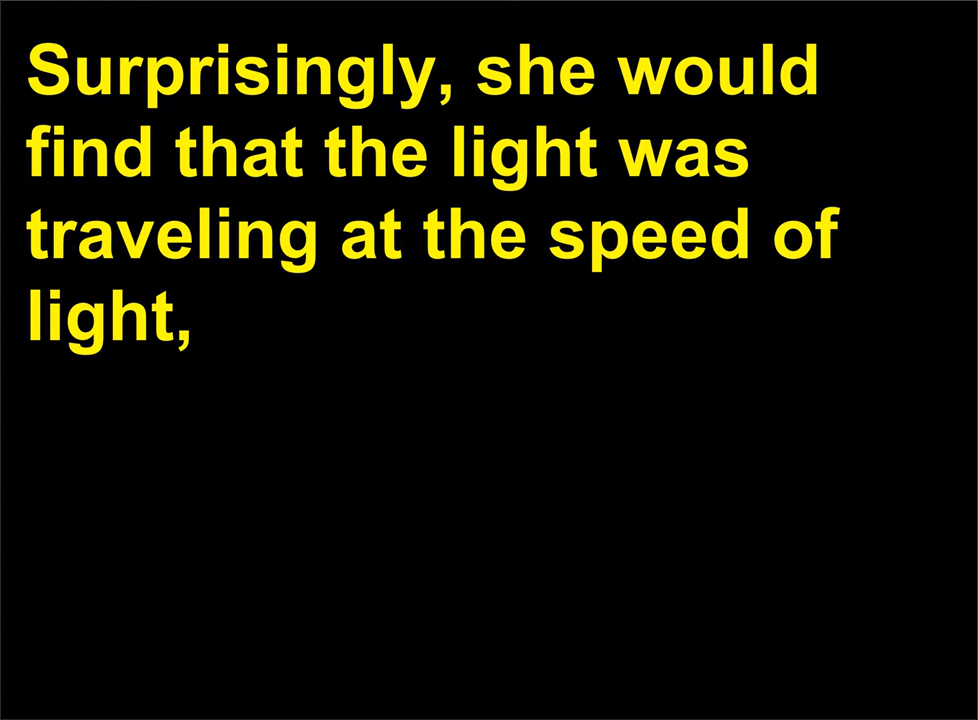 Surprisingly, she would
find that the light was
traveling at the speed of
light,